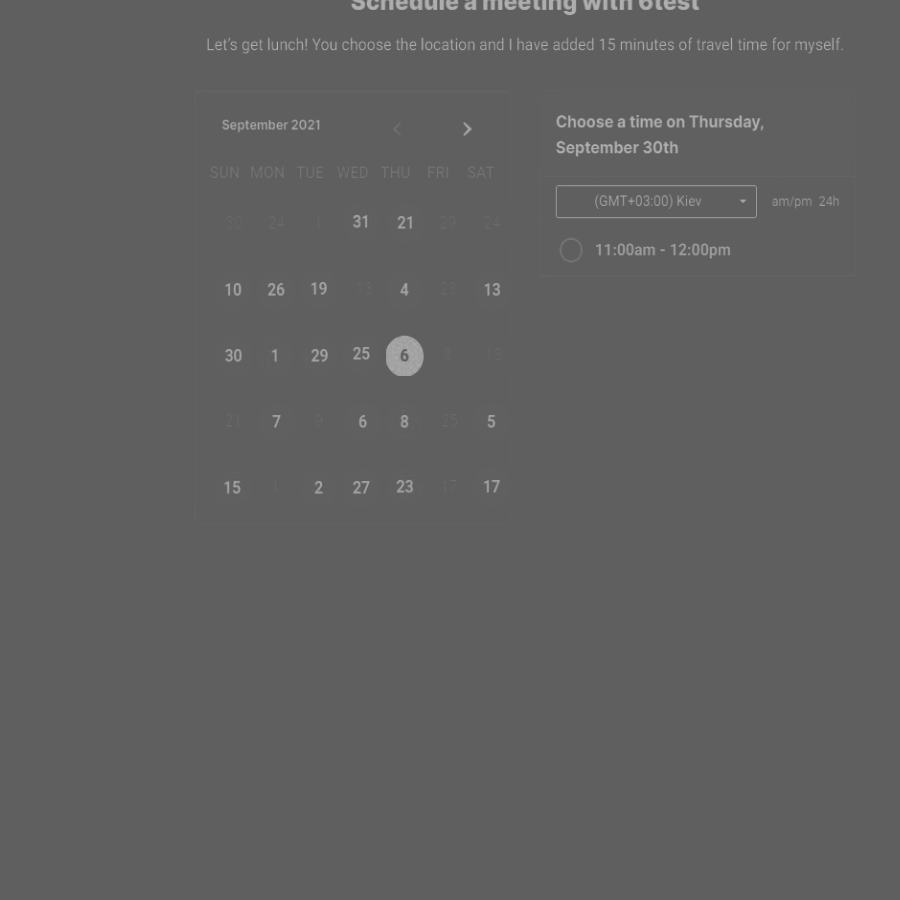 Schedule a meeting with 6test
Let's get lunch! You choose the location and I have added 15 minutes of travel time for myself.
September 2021
SUN MON TUE WED THU FRI SAT
30 24 1 31 21 29 24
10 26 19 13 4 23 13
30 1 29 25 6 13
21 7 9 6 8 25 5
15 1 2 27 23 17 17
Choose a time on Thursday,
September 30th
(GMT+03:00) Kiev am/pm 24h
11:00am - 12:00pm